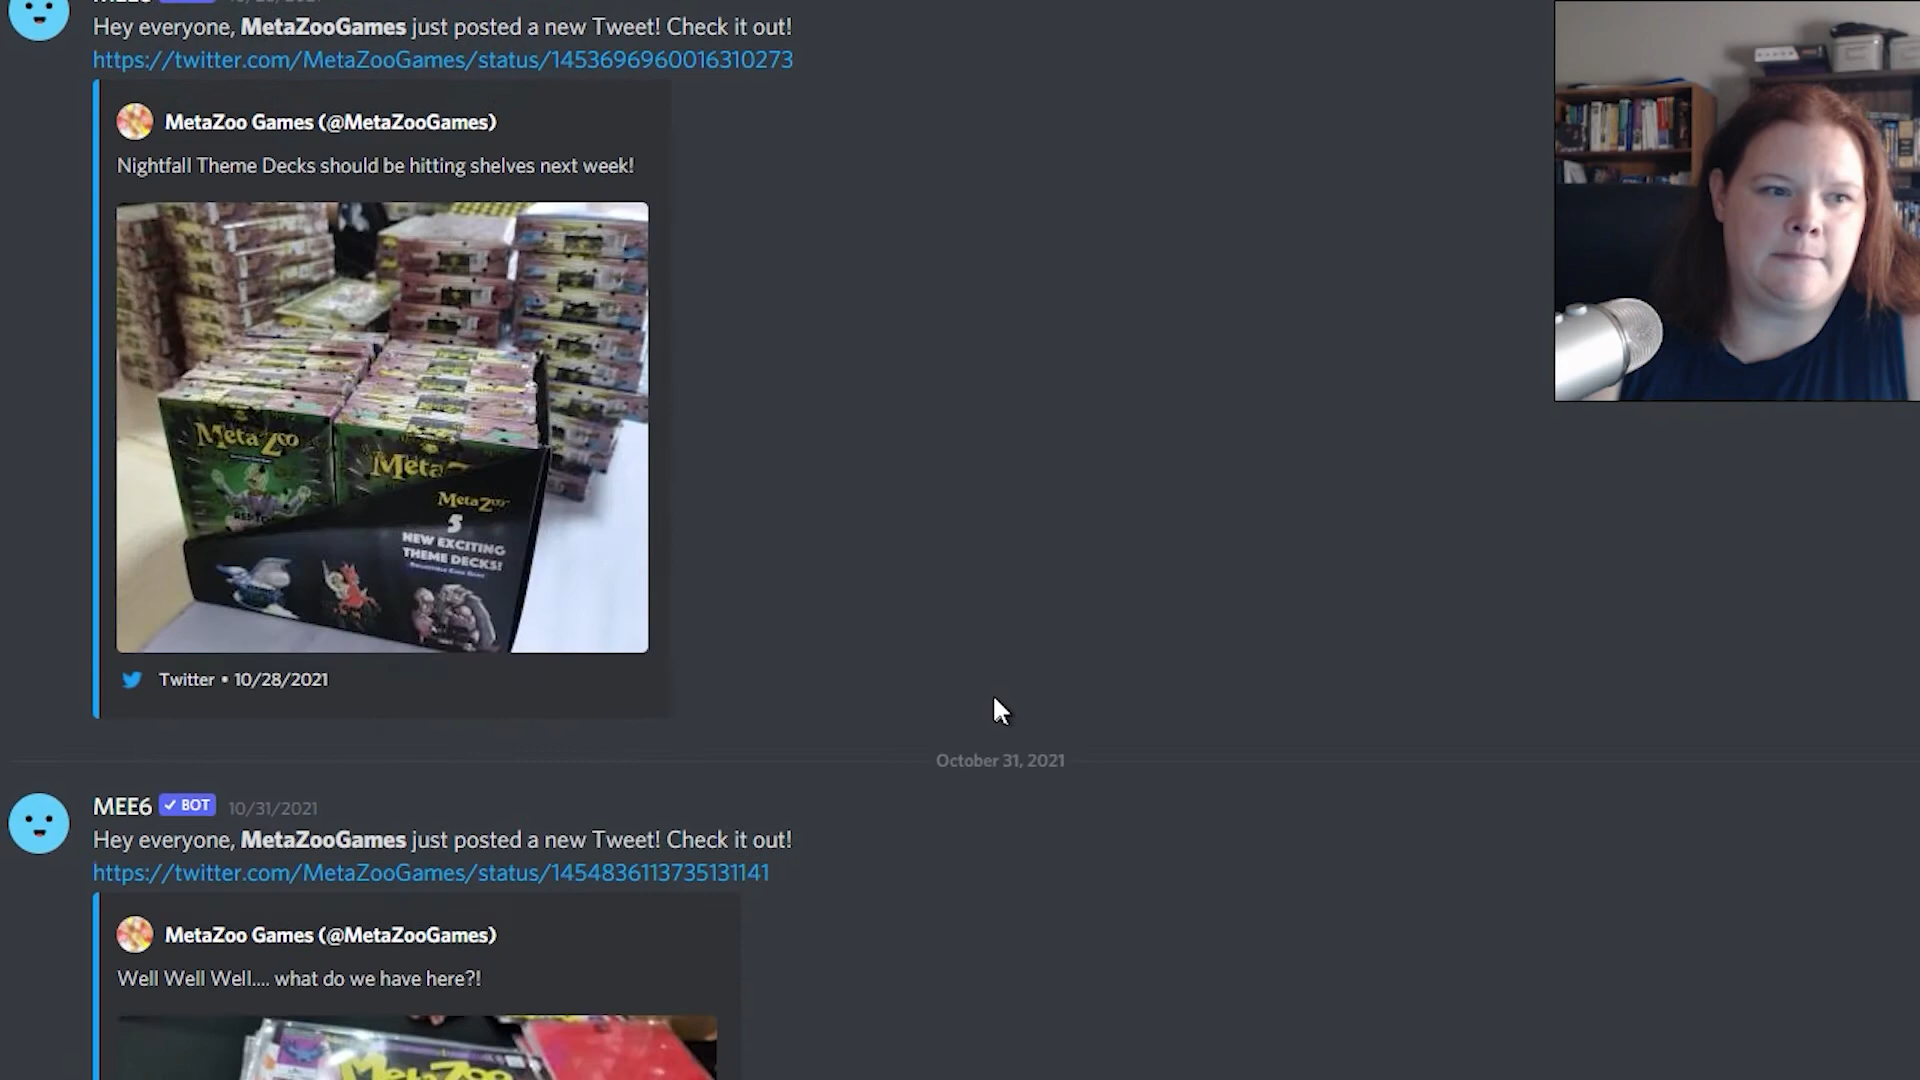 Hey everyone, MetaZooGames just posted a new Tweet! Check it out!
https://twitter.com/MetaZooGames/status/1453696960016310273
MetaZoo Games (@MetaZooGames)
Nightfall Theme Decks should be hitting shelves next week!
MetaZoo
MetaZ
MetaZoo
5
NEW EXCITING
THEME DECKS!
Twitter • 10/28/2021
October 31, 2021
MEE6 ✓ BOT 10/31/2021
Hey everyone, MetaZooGames just posted a new Tweet! Check it out!
https://twitter.com/MetaZooGames/status/1454836113735131141
MetaZoo Games (@MetaZooGames)
Well Well Well.... what do we have here?!
MetaZoo